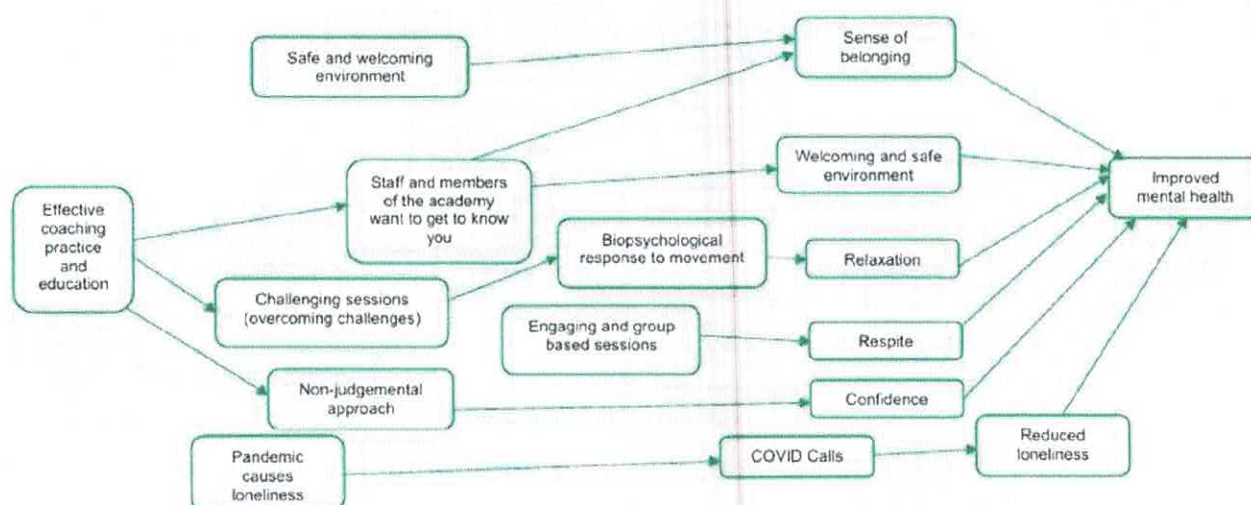 Safe and welcoming
environment
Sense of
belonging
Staff and members
of the academy
want to get to know
you
Welcoming and safe
environment
Improved
mental health
Effective
coaching
practice
and
education
Biopsychological
response to movement
Relaxation
Challenging sessions
(overcoming challenges)
Engaging and group
based sessions
Respite
Non-judgemental
approach
Confidence
Pandemic
causes
loneliness
COVID Calls
Reduced
loneliness